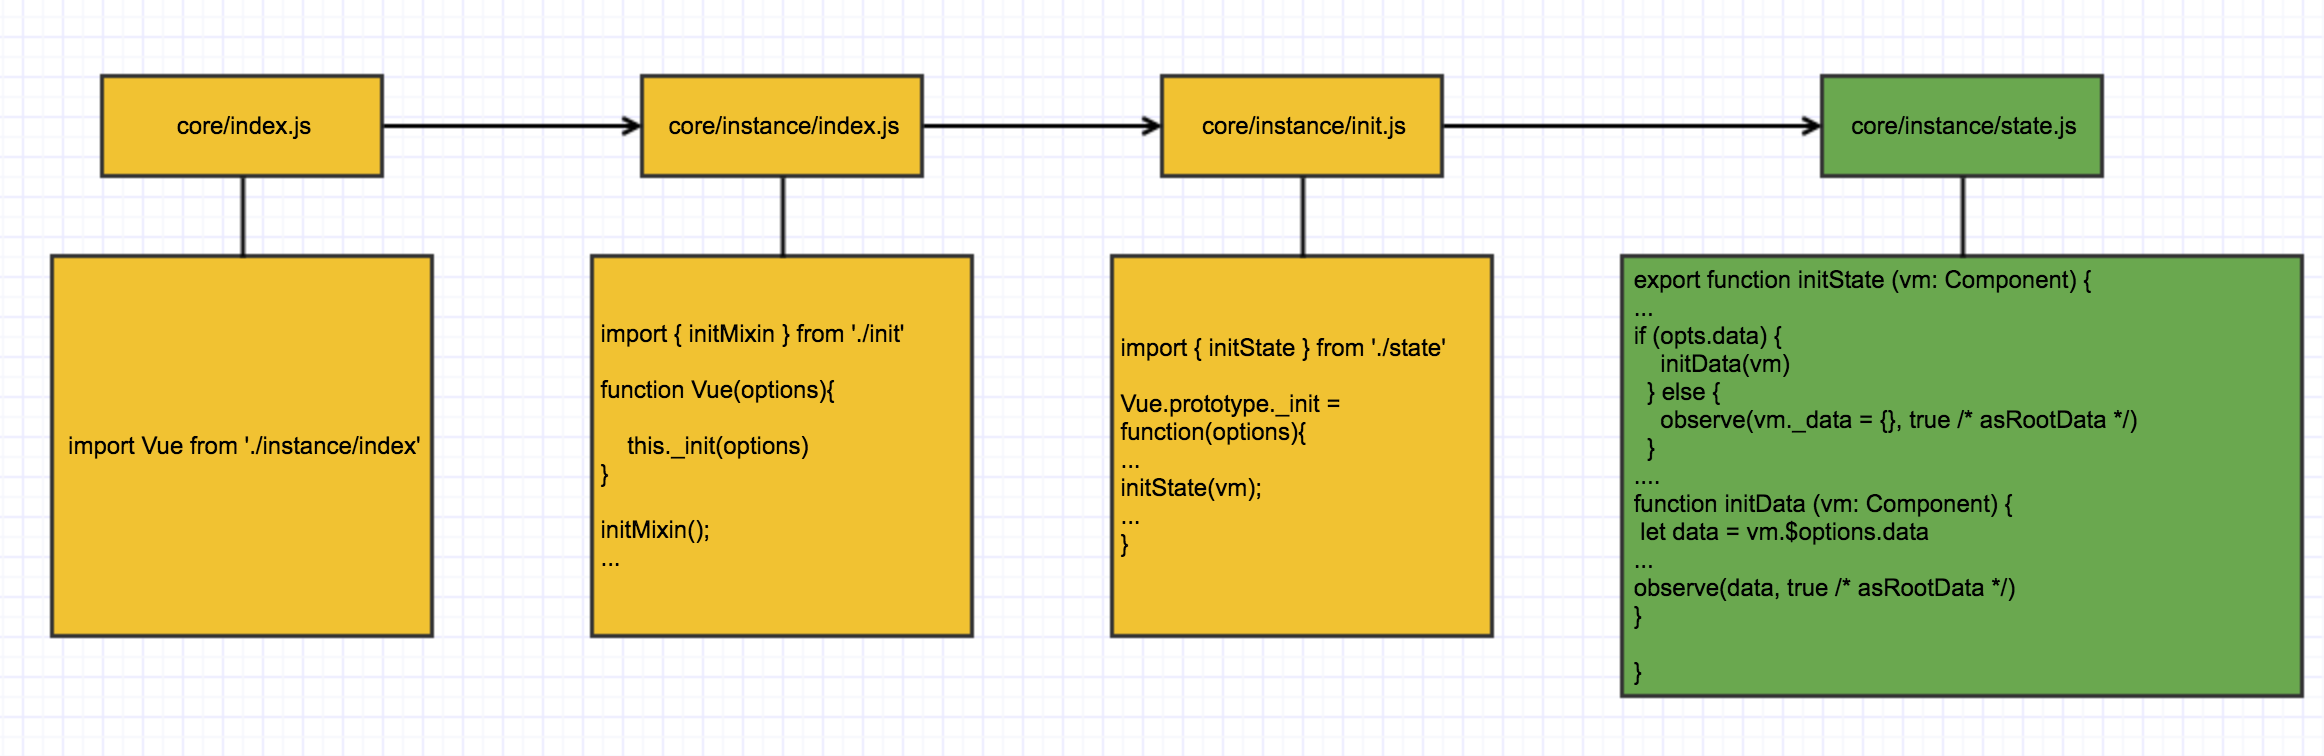 core/index.js
core/instance/index.js
core/instance/init.js
core/instance/state.js
import Vue from './instance/index'
import { initMixin } from './init'
function Vue(options){
this._init(options)
}
initMixin();
...
import { initState } from './state'
Vue.prototype._init =
function(options){
...
initState(vm);
...
}
export function initState (vm: Component) {
...
if (opts.data) {
initData(vm)
} else {
observe(vm._data = {}, true /* asRootData */)
}
....
function initData (vm: Component) {
let data = vm.$options.data
...
observe(data, true /* asRootData */)
}
}